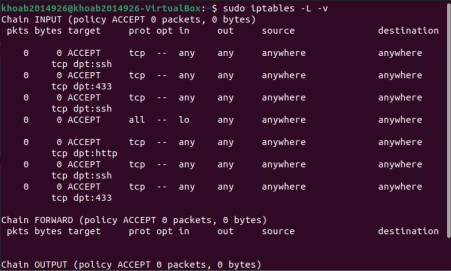 khoab2014926@khoab2014926-VirtualBox:~$ sudo iptables -L -v
Chain INPUT (policy ACCEPT 0 packets, 0 bytes)
pkts bytes target prot opt in out source destination
0 0 ACCEPT tcp -- any any anywhere anywhere
tcp dpt:ssh
0 0 ACCEPT tcp -- any any anywhere anywhere
tcp dpt:433
0 0 ACCEPT tcp -- any any anywhere anywhere
tcp dpt:ssh
0 0 ACCEPT all -- lo any anywhere anywhere
0 0 ACCEPT tcp -- any any anywhere anywhere
tcp dpt:http
0 0 ACCEPT tcp -- any any anywhere anywhere
tcp dpt:ssh
0 0 ACCEPT tcp -- any any anywhere anywhere
tcp dpt:433
Chain FORWARD (policy ACCEPT 0 packets, 0 bytes)
pkts bytes target prot opt in out source destination
Chain OUTPUT (policy ACCEPT 0 packets, 0 bytes)